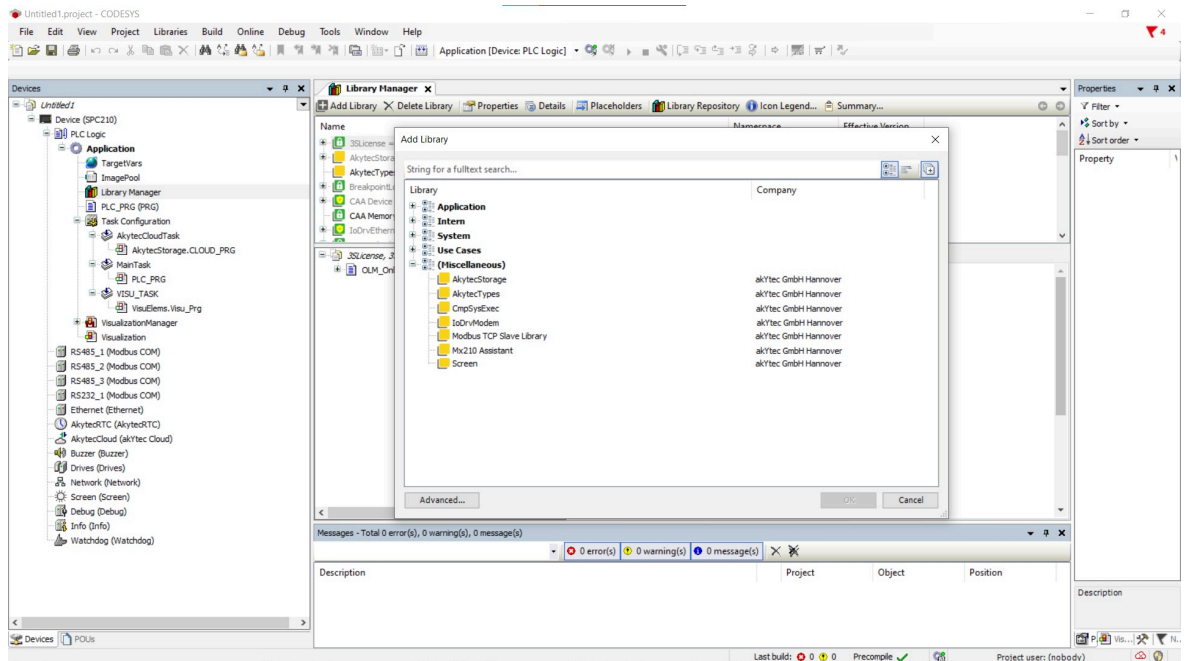 Untitled1.project - CODESYS
File Edit View Project Libraries Build Online Debug Tools Window Help
4
Application [Device: PLC Logic]
Devices
Untitled1
Device (SPC210)
PLC Logic
Application
TargetVars
ImagePool
Library Manager
PLC_PRG (PRG)
Task Configuration
AkytecCloudTask
AkytecStorage.CLOUD_PRG
MainTask
PLC_PRG
VISU_TASK
VisuElems.Visu_Prg
VisualizationManager
Visualization
RS485_1 (Modbus COM)
RS485_2 (Modbus COM)
RS485_3 (Modbus COM)
RS232_1 (Modbus COM)
Ethernet (Ethernet)
AkytecRTC (AkytecRTC)
AkytecCloud (akYtec Cloud)
Buzzer (Buzzer)
Drives (Drives)
Network (Network)
Screen (Screen)
Debug (Debug)
Info (Info)
Watchdog (Watchdog)
Devices POUs
Library Manager
Add Library Delete Library Properties Details Placeholders Library Repository Icon Legend... Summary...
Name Namespace Effective Version
3SLicense =
AkytecStora
AkytecType
BreakpointL
CAA Device
CAA Memor
IoDrvEthern
3SLicense, 3
OLM_Onl
Add Library
String for a fulltext search...
Library Company
Application
Intern
System
Use Cases
(Miscellaneous)
AkytecStorage akYtec GmbH Hannover
AkytecTypes akYtec GmbH Hannover
CmpSysExec akYtec GmbH Hannover
IoDrvModem akYtec GmbH Hannover
Modbus TCP Slave Library akYtec GmbH Hannover
Mx210 Assistant akYtec GmbH Hannover
Screen akYtec GmbH Hannover
Advanced... OK Cancel
Messages - Total 0 error(s), 0 warning(s), 0 message(s)
0 error(s) 0 warning(s) 0 message(s)
Description Project Object Position
Properties
Filter
Sort by
Sort order
Property
Description
P... Vis... N...
Last build: 0 0 Precompile Project user: (nobody)